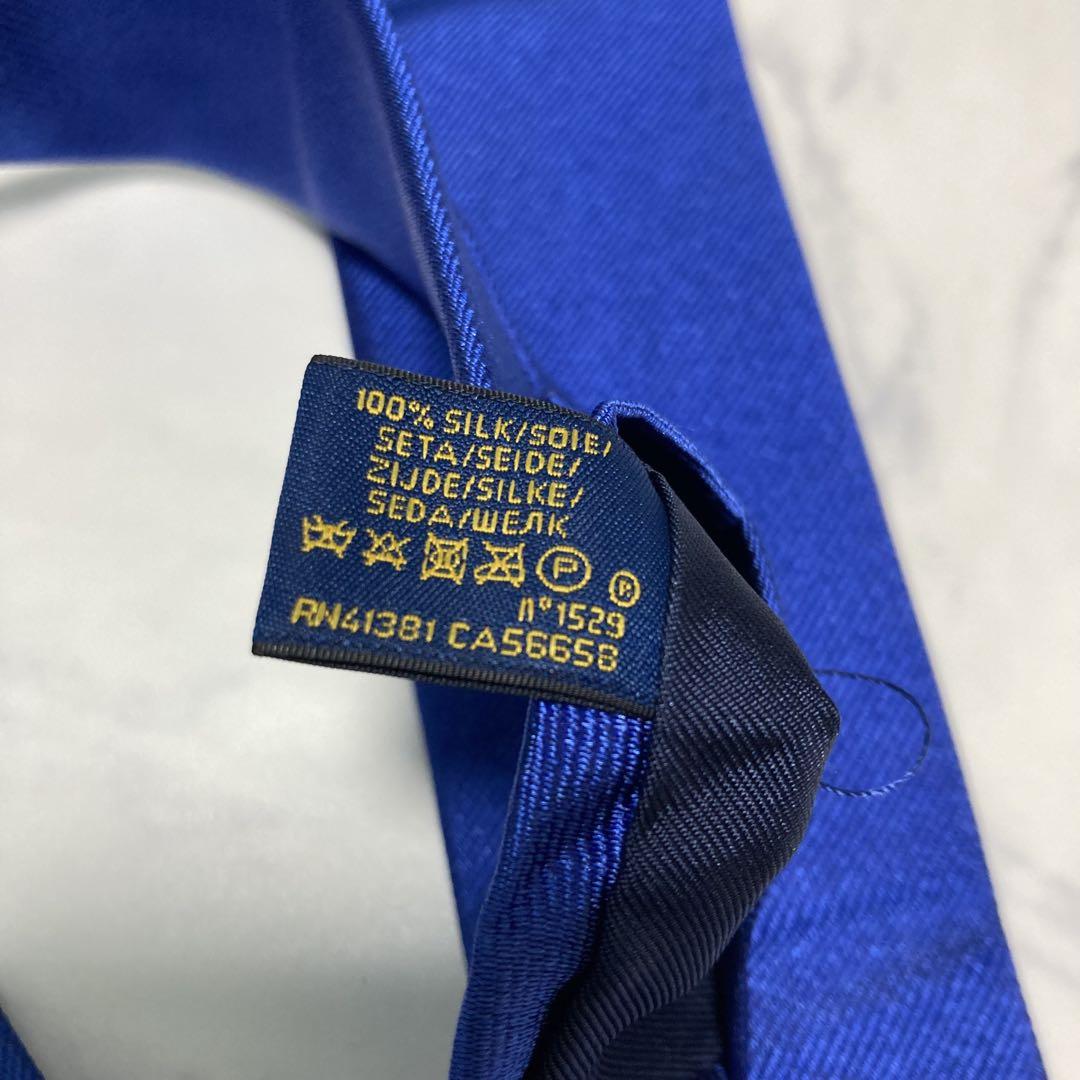 100% SILK/SOIE/
SETA/SEIDE/
ZIJDE/SILKE/
SEDA/ШЕЛК
P
®
n°1529
RN41381 CA56658